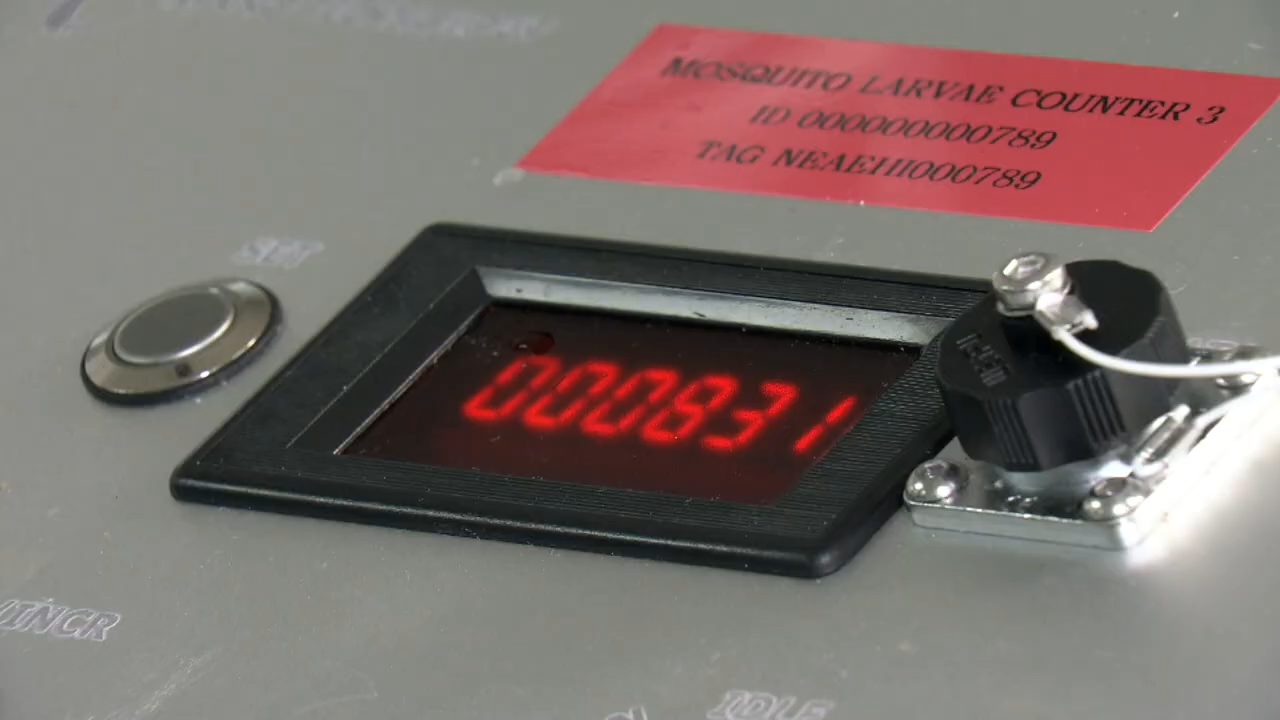 MOSQUITO LARVAE COUNTER 3
ID 000000000789
TAG NEAEHI000789
SET
000831
INCR
IDLE